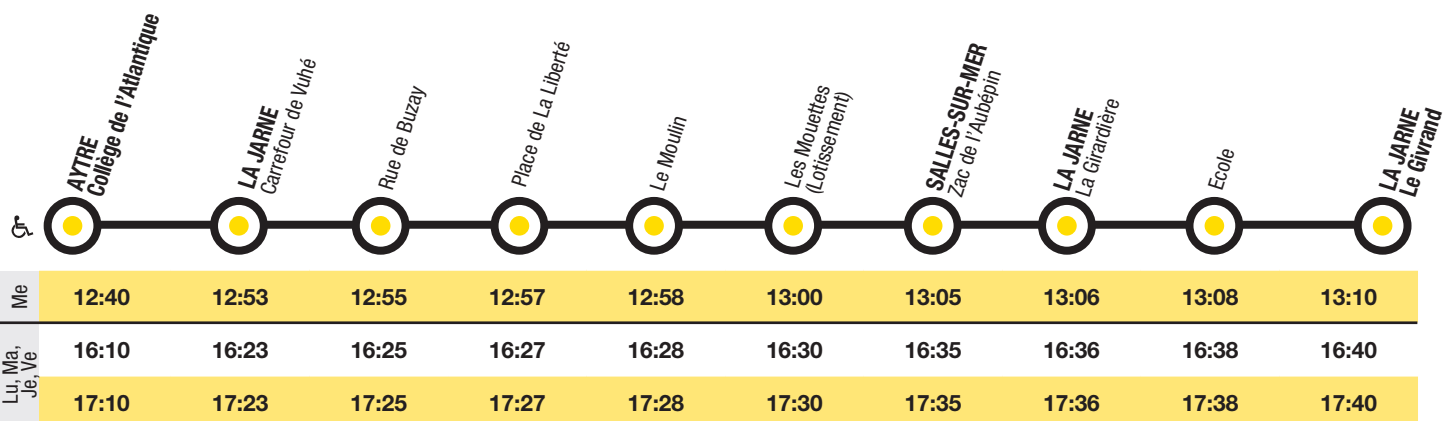 AYTRE
Collège de l'Atlantique
LA JARNE
Carrefour de Vuhé
Rue de Buzay
Place de La Liberté
Le Moulin
Les Mouettes
(Lotissement)
SALLES-SUR-MER
Zac de l'Aubépin
LA JARNE
La Girardière
Ecole
LA JARNE
Le Givrand
Me 12:40 12:53 12:55 12:57 12:58 13:00 13:05 13:06 13:08 13:10
Lu, Ma,
Je, Ve
16:10 16:23 16:25 16:27 16:28 16:30 16:35 16:36 16:38 16:40
17:10 17:23 17:25 17:27 17:28 17:30 17:35 17:36 17:38 17:40